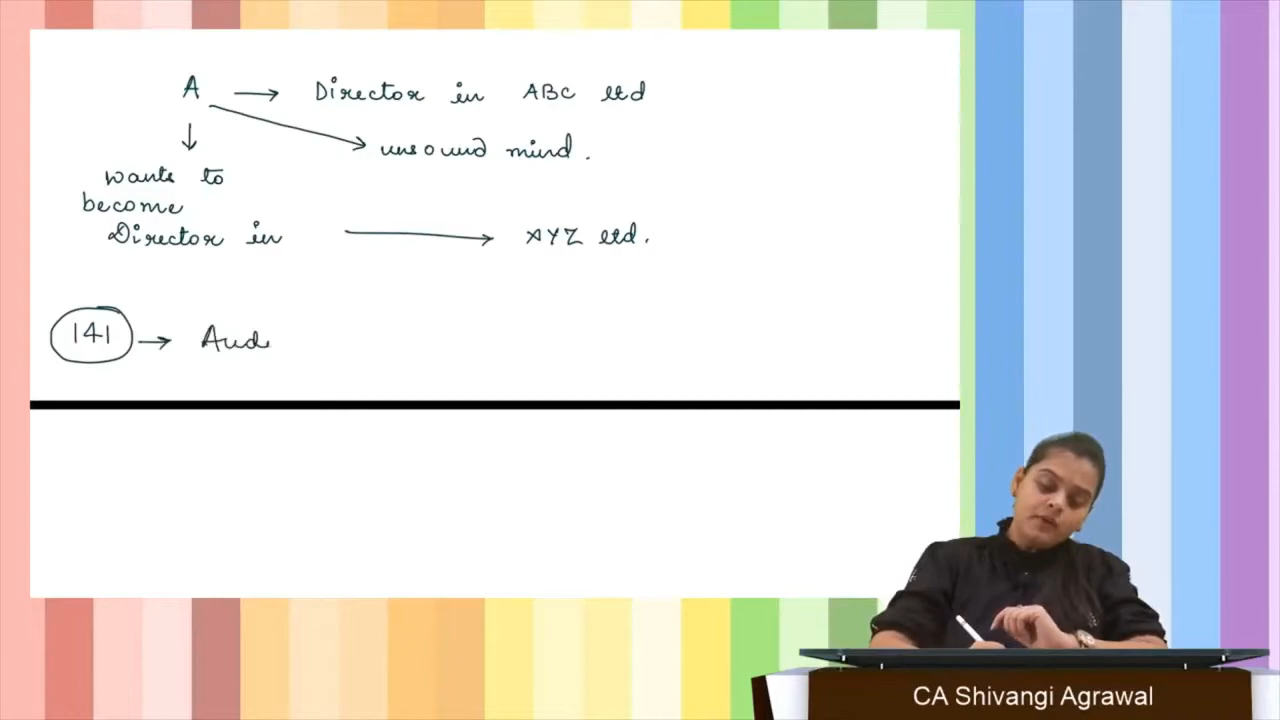 A → Director in ABC ltd
unsound mind.
wants to
become
Director in → XYZ ltd.
141 → Aud
CA Shivangi Agrawal